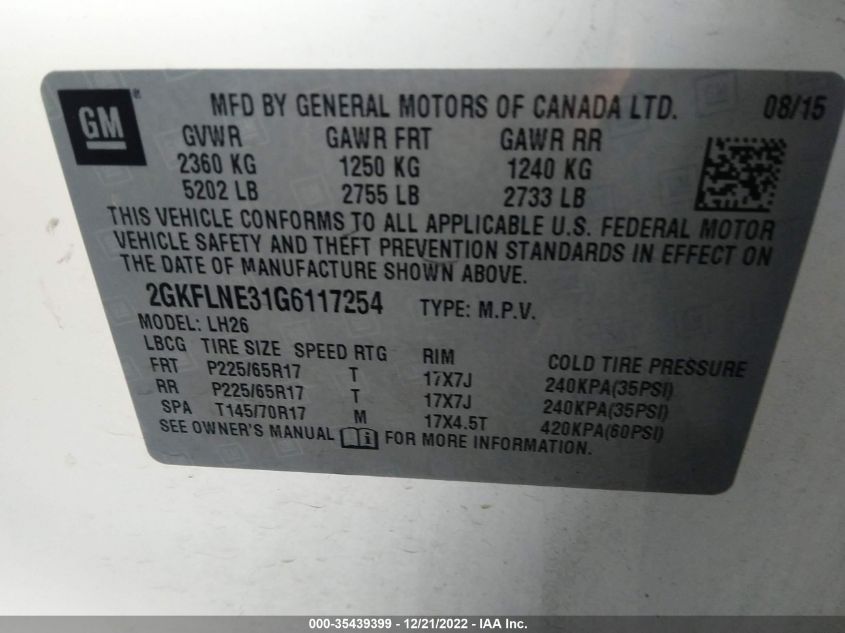 GM ® MFD BY GENERAL MOTORS OF CANADA LTD. 08/15
GVWR GAWR FRT GAWR RR
2360 KG 1250 KG 1240 KG
5202 LB 2755 LB 2733 LB
THIS VEHICLE CONFORMS TO ALL APPLICABLE U.S. FEDERAL MOTOR
VEHICLE SAFETY AND THEFT PREVENTION STANDARDS IN EFFECT ON
THE DATE OF MANUFACTURE SHOWN ABOVE.
2GKFLNE31G6117254 TYPE: M.P.V.
MODEL: LH26
LBCG TIRE SIZE SPEED RTG RIM COLD TIRE PRESSURE
FRT P225/65R17 T 17X7J 240KPA(35PSI)
RR P225/65R17 T 17X7J 240KPA(35PSI)
SPA T145/70R17 M 17X4.5T 420KPA(60PSI)
SEE OWNER'S MANUAL FOR MORE INFORMATION.
000-35439399 - 12/21/2022 - IAAI Inc.